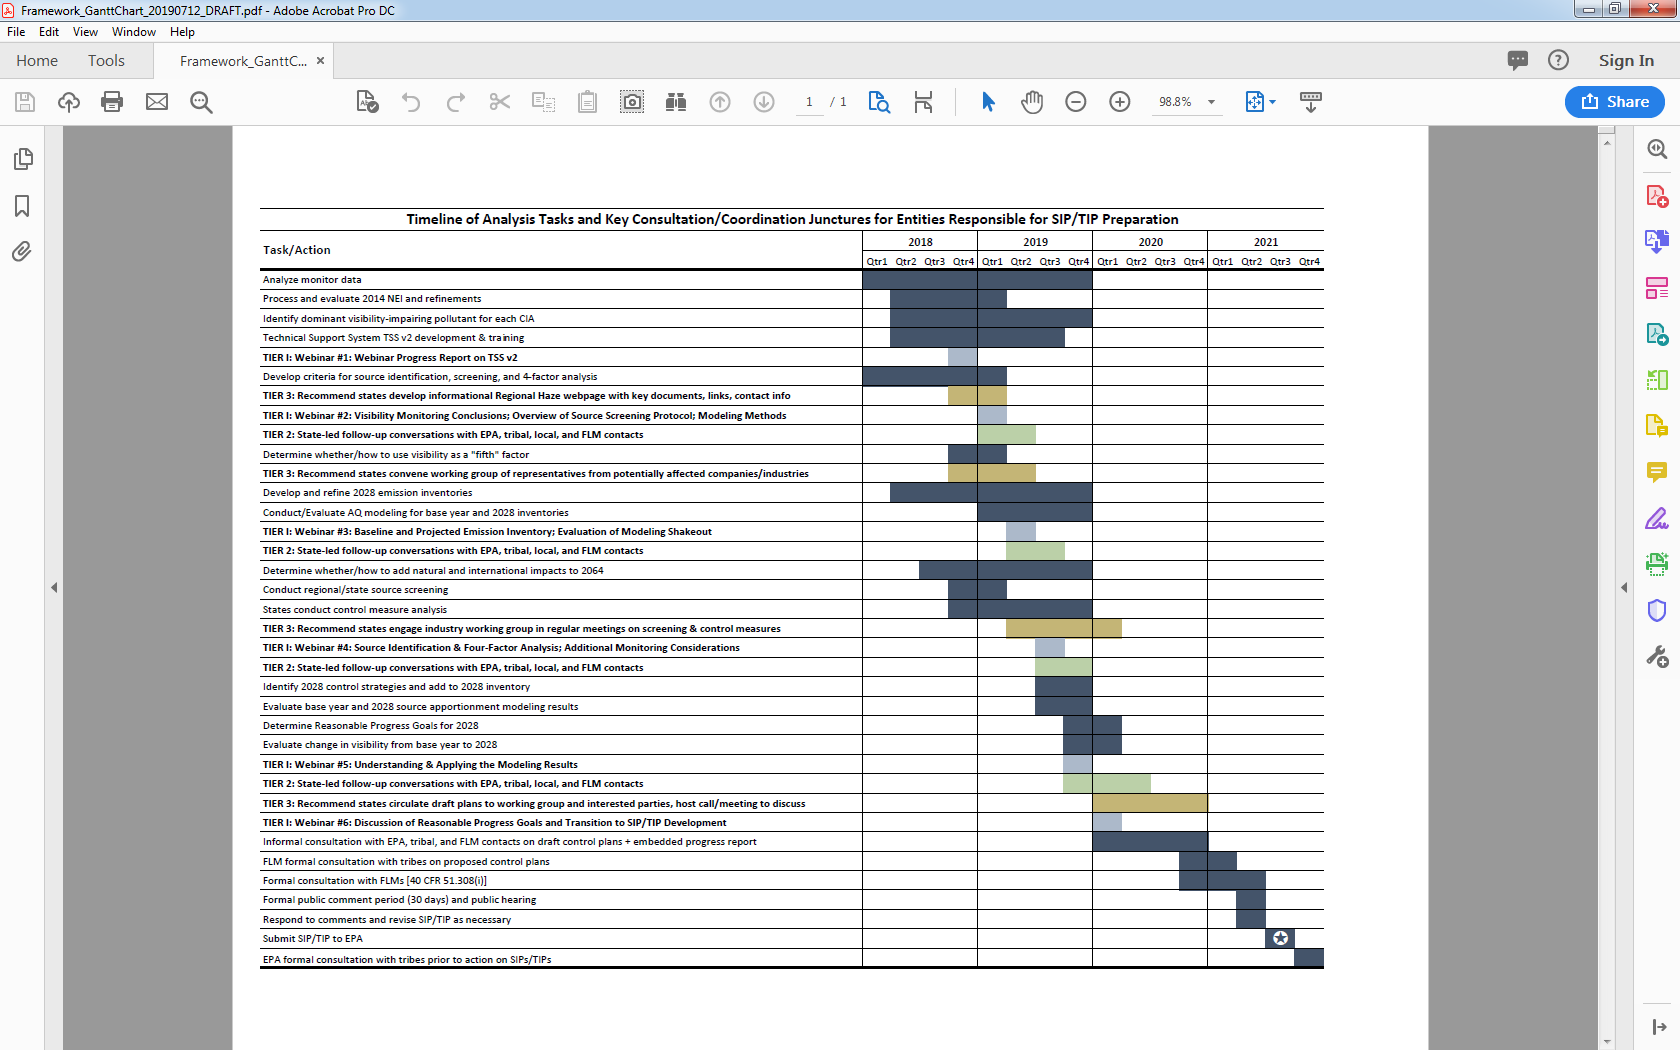 Framework_GanttChart_20190712_DRAFT.pdf - Adobe Acrobat Pro DC
File Edit View Window Help
Home Tools Framework_GanttC... × Sign In
1 / 1 98.8% Share
Timeline of Analysis Tasks and Key Consultation/Coordination Junctures for Entities Responsible for SIP/TIP Preparation
Task/Action 2018 2019 2020 2021
Qtr1 Qtr2 Qtr3 Qtr4 Qtr1 Qtr2 Qtr3 Qtr4 Qtr1 Qtr2 Qtr3 Qtr4 Qtr1 Qtr2 Qtr3 Qtr4
Analyze monitor data
Process and evaluate 2014 NEI and refinements
Identify dominant visibility-impairing pollutant for each CIA
Technical Support System TSS v2 development & training
TIER I: Webinar #1: Webinar Progress Report on TSS v2
Develop criteria for source identification, screening, and 4-factor analysis
TIER 3: Recommend states develop informational Regional Haze webpage with key documents, links, contact info
TIER I: Webinar #2: Visibility Monitoring Conclusions; Overview of Source Screening Protocol; Modeling Methods
TIER 2: State-led follow-up conversations with EPA, tribal, local, and FLM contacts
Determine whether/how to use visibility as a "fifth" factor
TIER 3: Recommend states convene working group of representatives from potentially affected companies/industries
Develop and refine 2028 emission inventories
Conduct/Evaluate AQ modeling for base year and 2028 inventories
TIER I: Webinar #3: Baseline and Projected Emission Inventory; Evaluation of Modeling Shakeout
TIER 2: State-led follow-up conversations with EPA, tribal, local, and FLM contacts
Determine whether/how to add natural and international impacts to 2064
Conduct regional/state source screening
States conduct control measure analysis
TIER 3: Recommend states engage industry working group in regular meetings on screening & control measures
TIER I: Webinar #4: Source Identification & Four-Factor Analysis; Additional Monitoring Considerations
TIER 2: State-led follow-up conversations with EPA, tribal, local, and FLM contacts
Identify 2028 control strategies and add to 2028 inventory
Evaluate base year and 2028 source apportionment modeling results
Determine Reasonable Progress Goals for 2028
Evaluate change in visibility from base year to 2028
TIER I: Webinar #5: Understanding & Applying the Modeling Results
TIER 2: State-led follow-up conversations with EPA, tribal, local, and FLM contacts
TIER 3: Recommend states circulate draft plans to working group and interested parties, host call/meeting to discuss
TIER I: Webinar #6: Discussion of Reasonable Progress Goals and Transition to SIP/TIP Development
Informal consultation with EPA, tribal, and FLM contacts on draft control plans + embedded progress report
FLM formal consultation with tribes on proposed control plans
Formal consultation with FLMs [40 CFR 51.308(i)]
Formal public comment period (30 days) and public hearing
Respond to comments and revise SIP/TIP as necessary
Submit SIP/TIP to EPA
EPA formal consultation with tribes prior to action on SIPs/TIPs